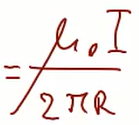 = μ₀I / 2πR